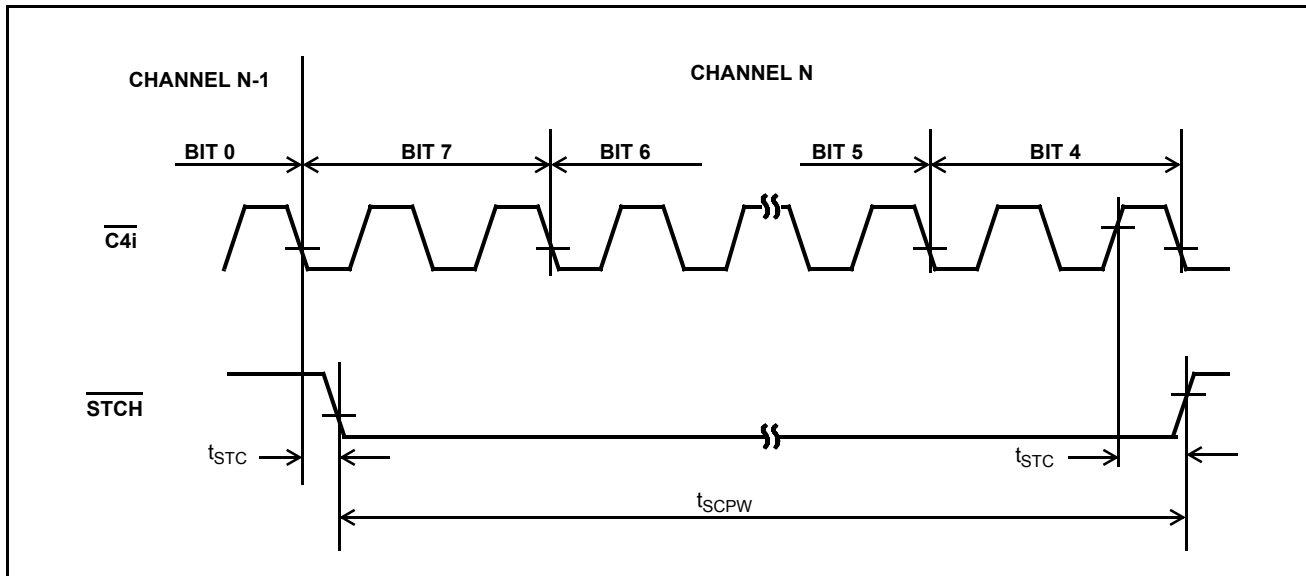 CHANNEL N-1
CHANNEL N
BIT 0
BIT 7
BIT 6
BIT 5
BIT 4
C4i
STCH
tSTC
tSTC
tSCPW